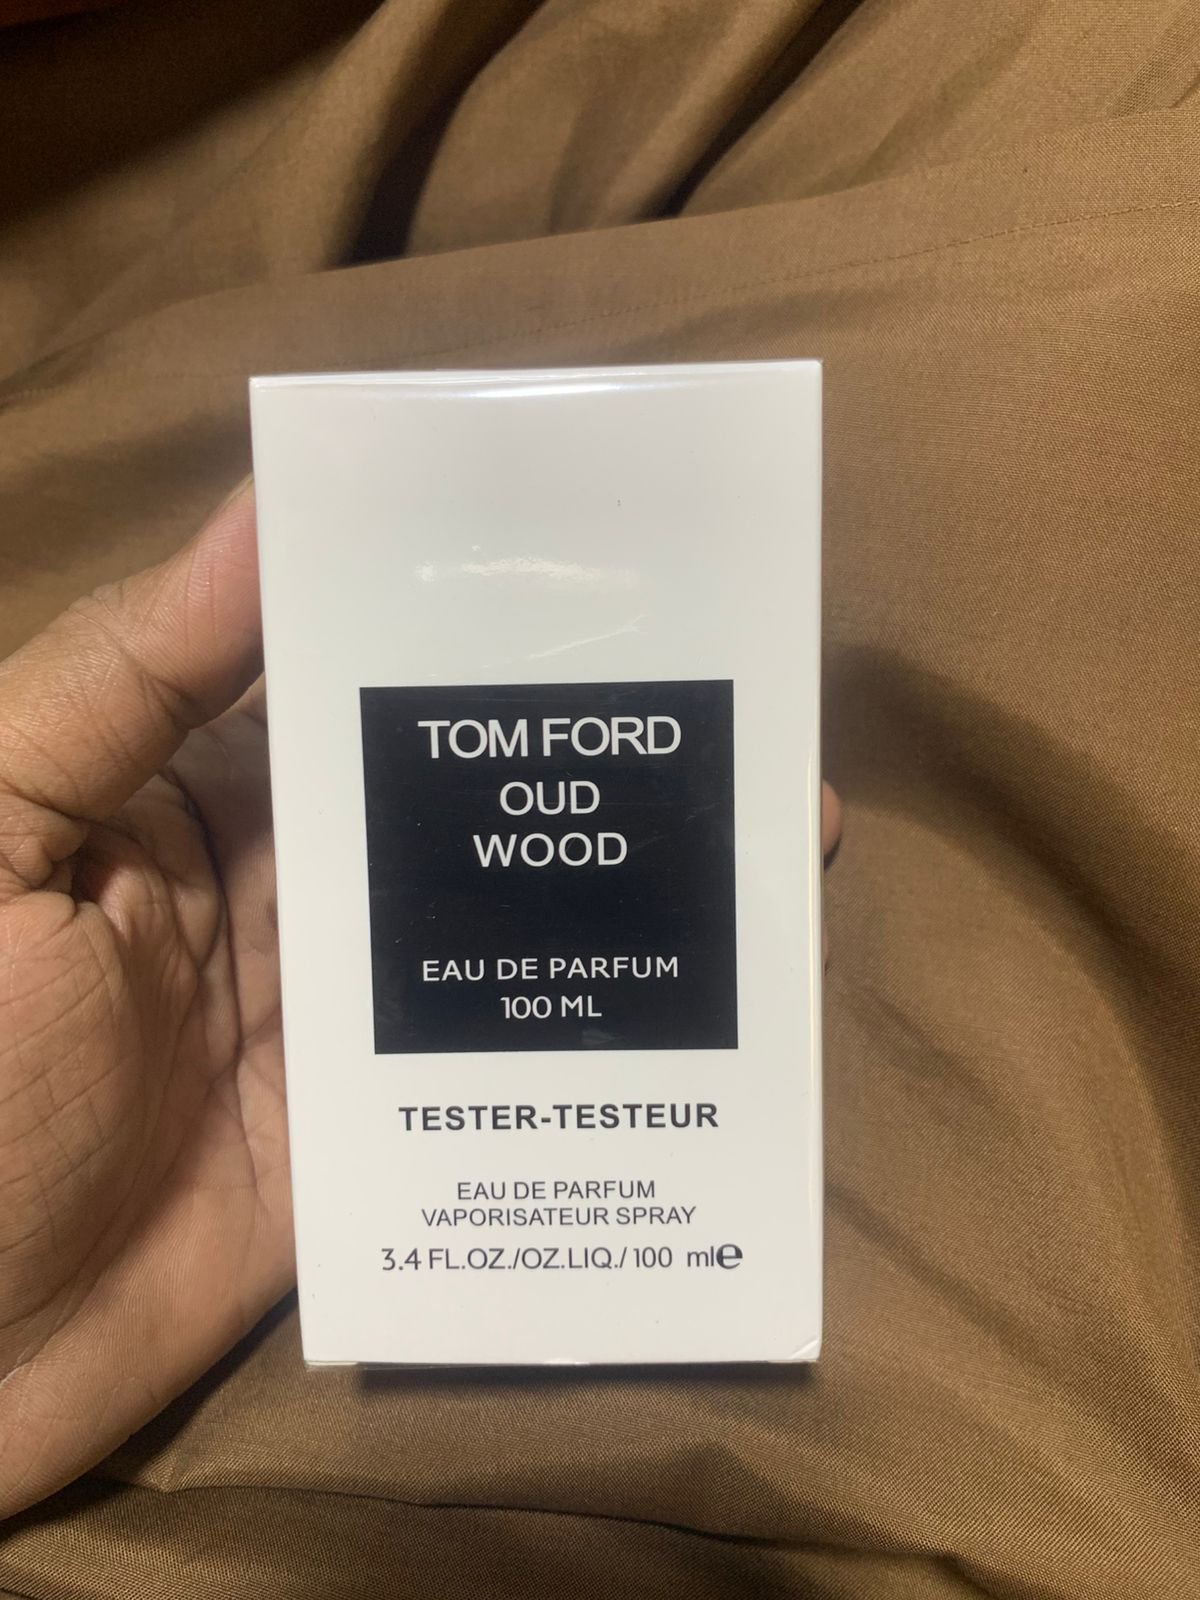 TOM FORD
OUD
WOOD
EAU DE PARFUM
100 ML
TESTER-TESTEUR
EAU DE PARFUM
VAPORISATEUR SPRAY
3.4 FL.OZ./OZ.LIQ./100 ml℮